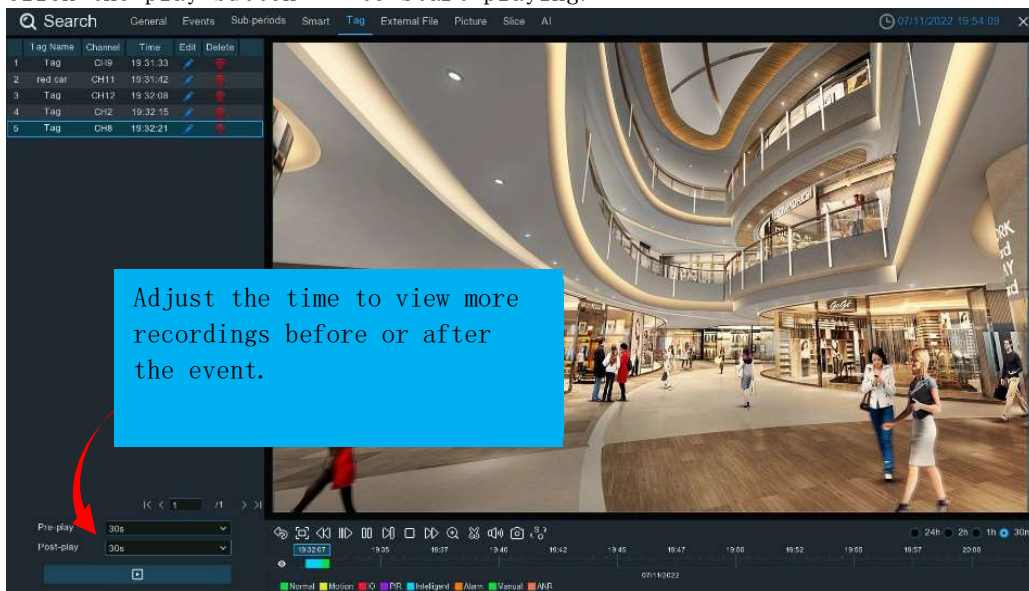 Search General Events Sub-periods Smart Tag External File Picture Slice AI 07/11/2022 19:54:09 X
Tag Name Channel Time Edit Delete
1 Tag CH9 19:31:33
2 red car CH11 19:31:42
3 Tag CH12 19:32:08
4 Tag CH2 19:32:15
5 Tag CH8 19:32:21
Adjust the time to view more
recordings before or after
the event.
1 /1
Pre-play 30s
Post-play 30s
24h 2h 1h 30m
19:32:07 19:35 19:37 19:40 19:42 19:45 19:47 19:50 19:52 19:55 19:57 20:00
07/11/2022
Normal Motion IO PIR Intelligent Alarm Manual ANR